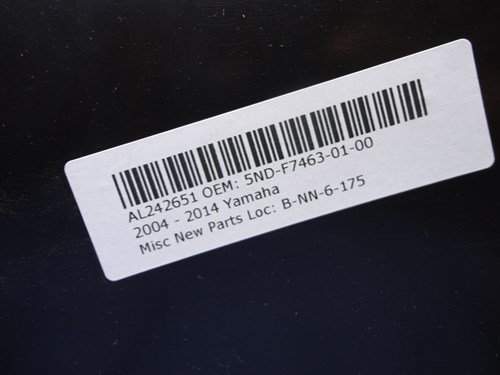 AL242651 OEM: 5ND-F7463-01-00
2004 - 2014 Yamaha
Misc New Parts Loc: B-NN-6-175